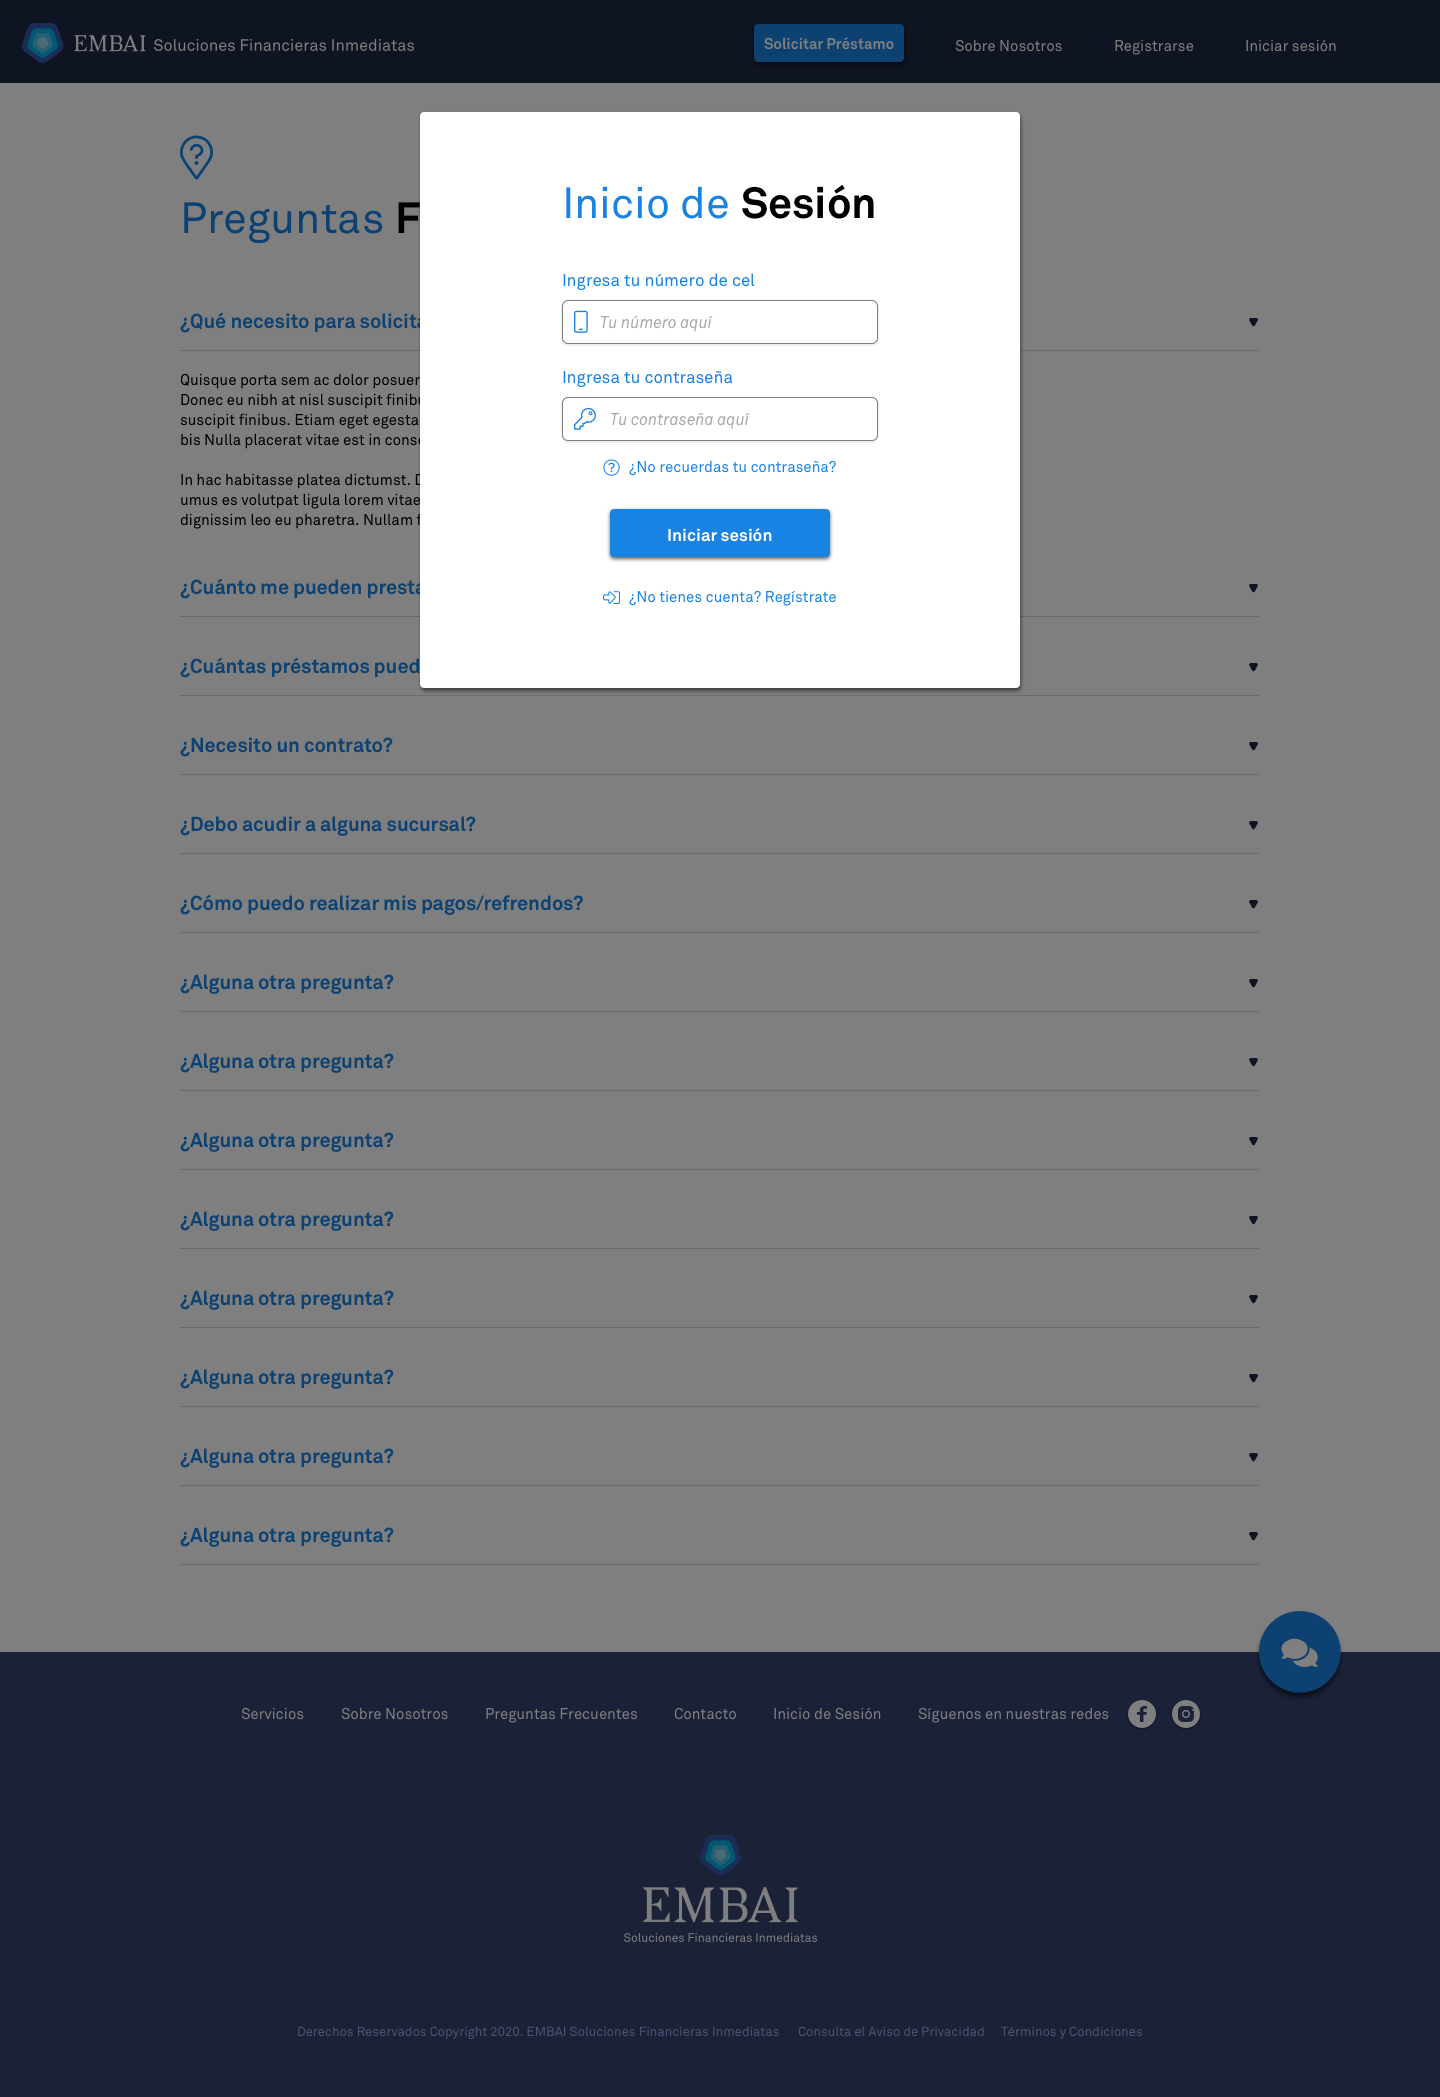 EMBAI Soluciones Financieras Inmediatas
Solicitar Préstamo
Sobre Nosotros
Registrarse
Iniciar sesión
Preguntas F
Inicio de Sesión
Ingresa tu número de cel
Tu número aquí
Ingresa tu contraseña
Tu contraseña aquí
¿No recuerdas tu contraseña?
Iniciar sesión
¿No tienes cuenta? Regístrate
¿Qué necesito para solicita
Quisque porta sem ac dolor posuer
Donec eu nibh at nisl suscipit finibu
suscipit finibus. Etiam eget egesta
bis Nulla placerat vitae est in conse
In hac habitasse platea dictumst. D
umus es volutpat ligula lorem vitae
dignissim leo eu pharetra. Nullam f
¿Cuánto me pueden presta
¿Cuántas préstamos pued
¿Necesito un contrato?
¿Debo acudir a alguna sucursal?
¿Cómo puedo realizar mis pagos/refrendos?
¿Alguna otra pregunta?
¿Alguna otra pregunta?
¿Alguna otra pregunta?
¿Alguna otra pregunta?
¿Alguna otra pregunta?
¿Alguna otra pregunta?
¿Alguna otra pregunta?
¿Alguna otra pregunta?
Servicios
Sobre Nosotros
Preguntas Frecuentes
Contacto
Inicio de Sesión
Síguenos en nuestras redes
EMBAI
Soluciones Financieras Inmediatas
Derechos Reservados Copyright 2020. EMBAI Soluciones Financieras Inmediatas
Consulta el Aviso de Privacidad
Términos y Condiciones